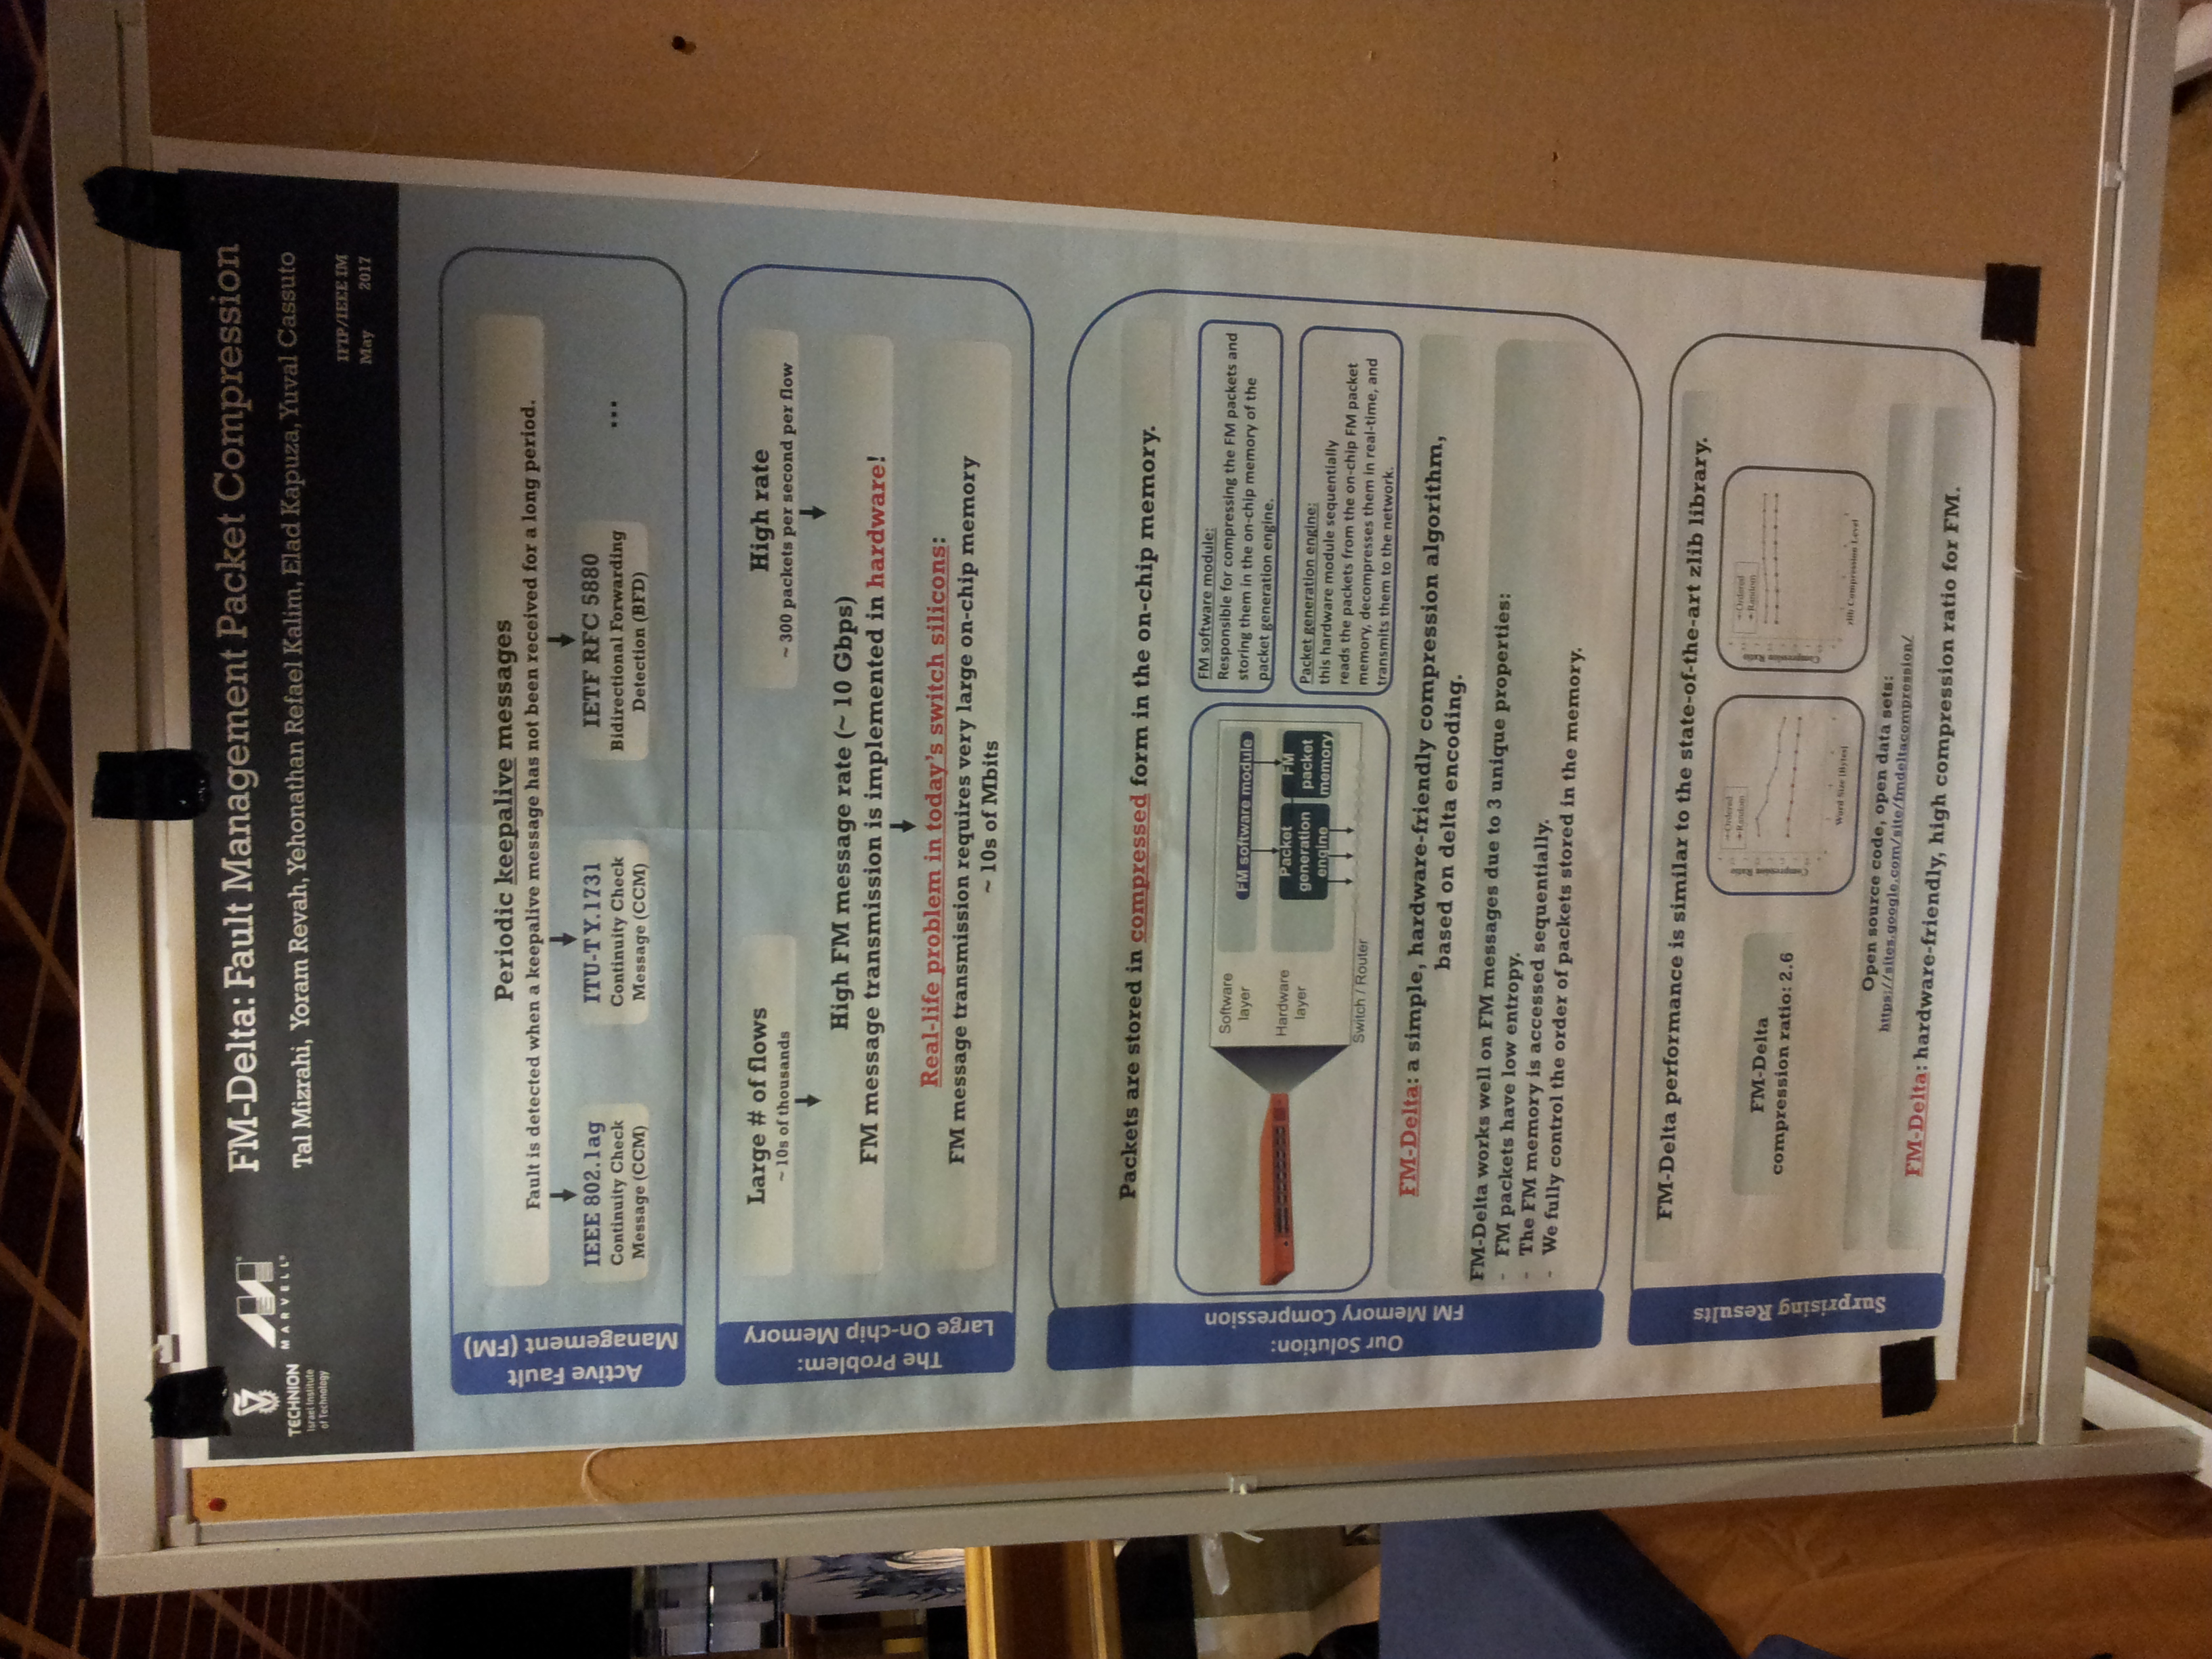 TECHNION
Israel Institute
of Technology
MARVELL
FM-Delta: Fault Management Packet Compression
Tal Mizrahi, Yoram Revah, Yehonathan Refael Kalim, Elad Kapuza, Yuval Cassuto
IFIP/IEEE IM
May 2017
Active Fault
Management (FM)
Periodic keepalive messages
Fault is detected when a keepalive message has not been received for a long period.
IEEE 802.1ag
Continuity Check
Message (CCM)
ITU-T Y.1731
Continuity Check
Message (CCM)
IETF RFC 5880
Bidirectional Forwarding
Detection (BFD)
...
The Problem:
Large On-chip Memory
Large # of flows
~ 10s of thousands
High rate
~ 300 packets per second per flow
High FM message rate (~ 10 Gbps)
FM message transmission is implemented in hardware!
Real-life problem in today's switch silicons:
FM message transmission requires very large on-chip memory
~ 10s of Mbits
Our Solution:
FM Memory Compression
Packets are stored in compressed form in the on-chip memory.
Software
layer
FM software module
Hardware
layer
Packet
generation
engine
FM
packet
memory
Switch / Router
FM software module:
Responsible for compressing the FM packets and
storing them in the on-chip memory of the
packet generation engine.
Packet generation engine:
this hardware module sequentially
reads the packets from the on-chip FM packet
memory, decompresses them in real-time, and
transmits them to the network.
FM-Delta: a simple, hardware-friendly compression algorithm,
based on delta encoding.
FM-Delta works well on FM messages due to 3 unique properties:
- FM packets have low entropy.
- The FM memory is accessed sequentially.
- We fully control the order of packets stored in the memory.
Surprising Results
FM-Delta performance is similar to the state-of-the-art zlib library.
FM-Delta
compression ratio: 2.6
Compression Ratio
Ordered
Random
Word Size [Bytes]
Compression Ratio
Ordered
Random
zlib Compression Level
Open source code, open data sets:
https://sites.google.com/site/fmdeltacompression/
FM-Delta: hardware-friendly, high compression ratio for FM.